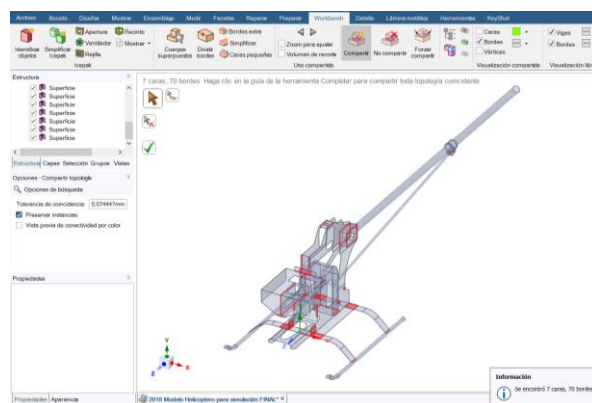 Archivo Boceto Diseñar Mostrar Ensamblaje Medir Facetas Reparar Preparar Workbench Detalle Lámina metálica Herramientas KeyShot
Identificar objetos
Simplificar Icepak
Apertura
Ventilador
Rejilla
Recinto
Mostrar
Icepak
Cuerpos superpuestos
Dividir bordes
Bordes extra
Simplificar
Caras pequeñas
Zoom para ajustar
Volumen de recorte
Compartir
No compartir
Forzar compartir
Uso compartido
Caras
Bordes
Vértices
Visualización compartida
Vigas
Bordes
Visualización
Estructura
Superficie
Superficie
Superficie
Superficie
Superficie
Superficie
Estructura Capas Selección Grupos Vistas
Opciones - Compartir topología
Opciones de búsqueda
Tolerancia de coincidencia: 0,074447mm
Preservar instancias
Vista previa de conectividad por color
Propiedades
Propiedades Apariencia
7 caras, 70 bordes. Haga clic en la guía de la herramienta Completar para compartir toda topología coincidente
Y
Z
X
2018 Modelo Helicoptero para simulación FINAL* ×
Información
Se encontró 7 caras, 70 bordes